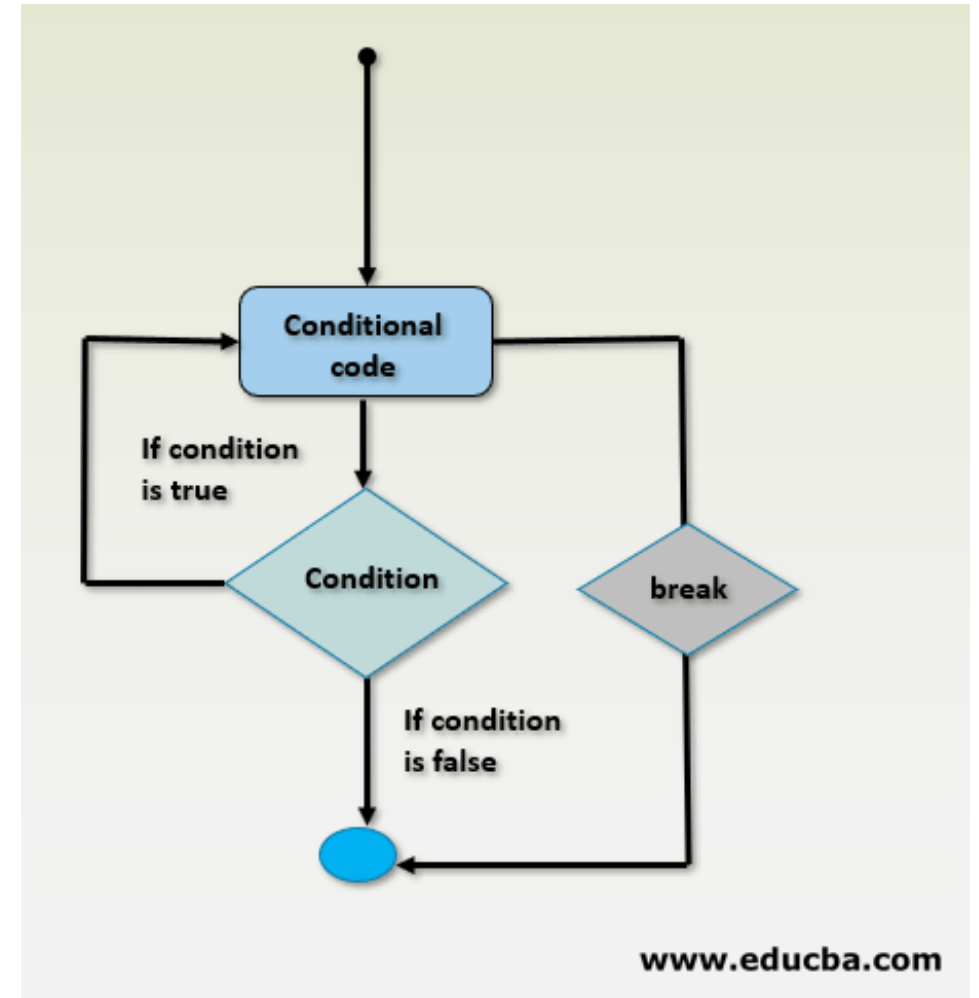 Conditional
code
If condition
is true
Condition
break
If condition
is false
www.educba.com